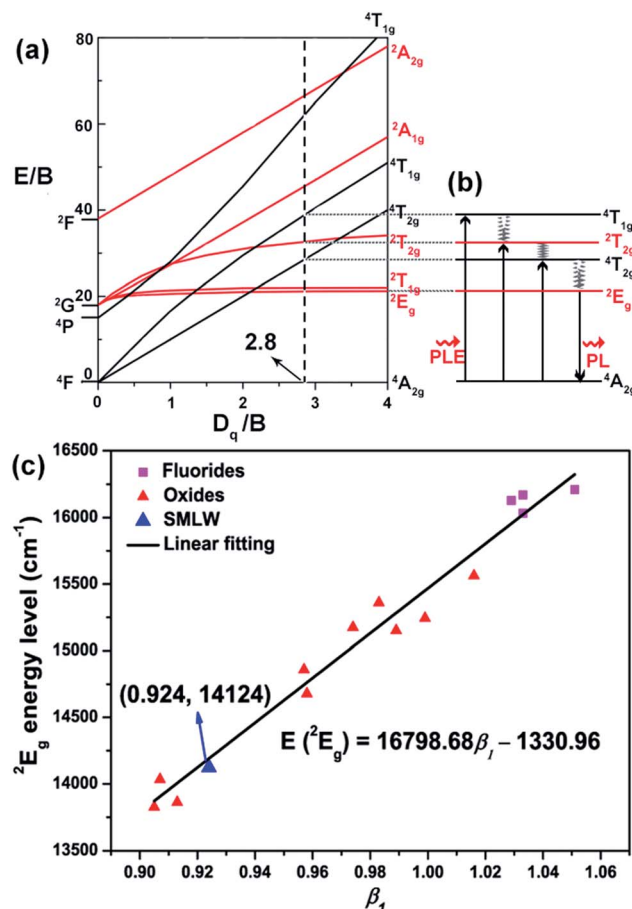 (a)
80
60
E/B
40
20
0
²F
²G
⁴P
⁴F
⁴T₁g
²A₂g
²A₁g
⁴T₁g
⁴T₂g
²T₂g
²T₁g
²Eg
⁴A₂g
2.8
0 1 2 3 4
Dq/B
(b)
⁴T₁g
²T₂g
⁴T₂g
²Eg
PLE
PL
⁴A₂g
(c)
Fluorides
Oxides
SMLW
Linear fitting
(0.924, 14124)
E (²Eg) = 16798.68β₁ – 1330.96
²Eg energy level (cm⁻¹)
16500
16000
15500
15000
14500
14000
13500
0.90 0.92 0.94 0.96 0.98 1.00 1.02 1.04 1.06
β₁